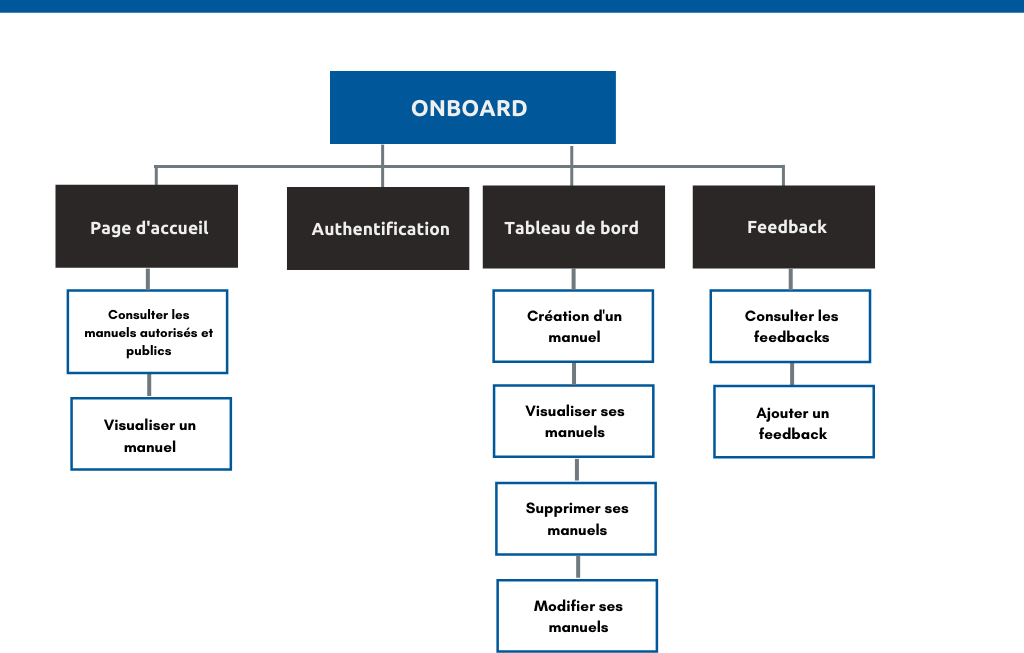 ONBOARD
Page d'accueil
Authentification
Tableau de bord
Feedback
Consulter les
manuels autorisés et
publics
Visualiser un
manuel
Création d'un
manuel
Visualiser ses
manuels
Supprimer ses
manuels
Modifier ses
manuels
Consulter les
feedbacks
Ajouter un
feedback